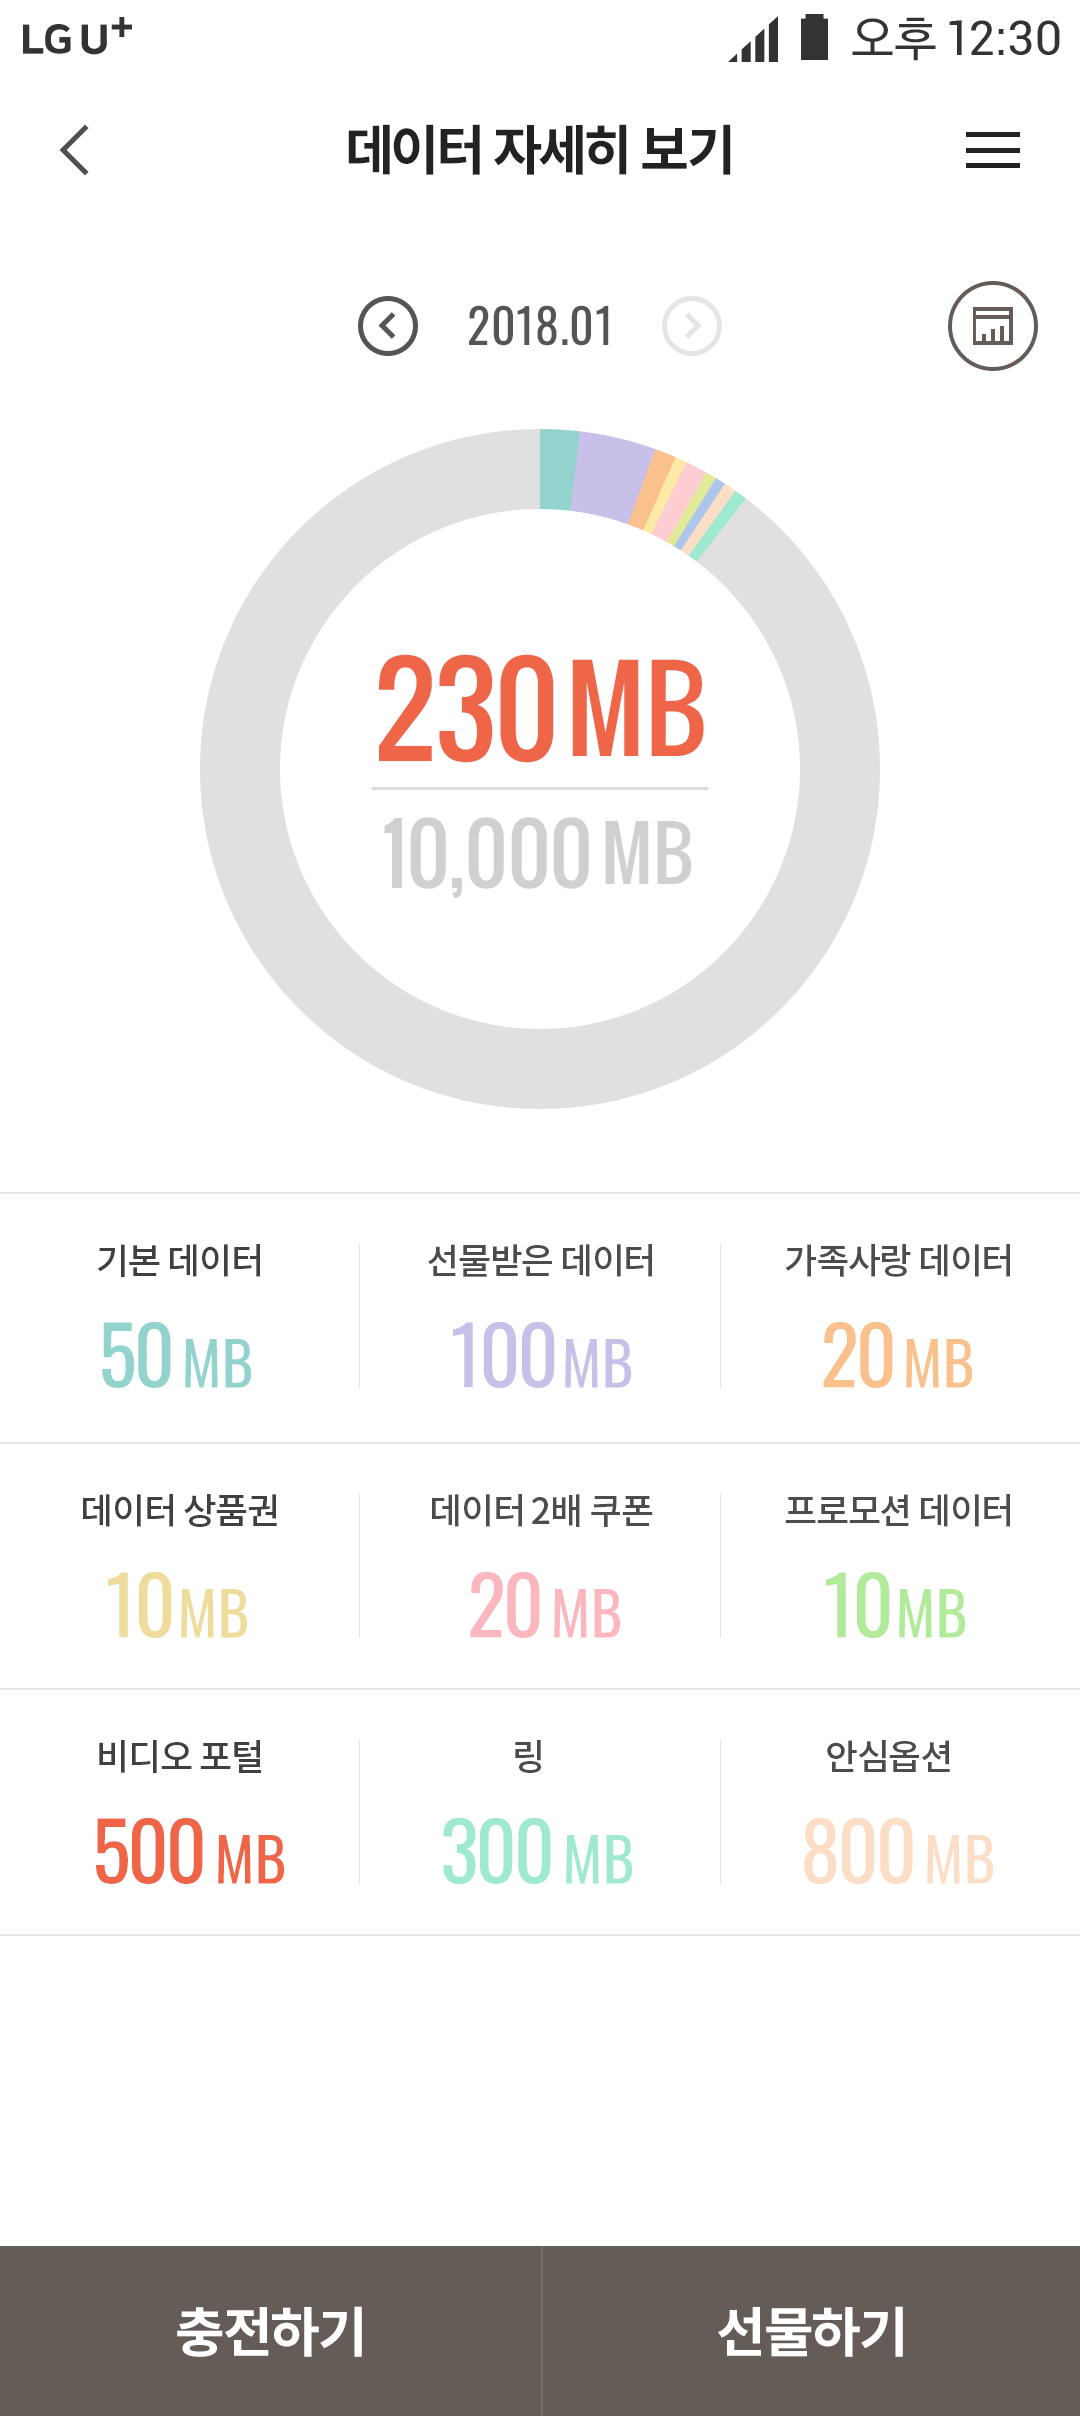 LG U+ 오후 12:30
데이터 자세히 보기
2018.01
230 MB
10,000 MB
기본 데이터 선물받은 데이터 가족사랑 데이터
50 MB 100 MB 20 MB
데이터 상품권 데이터 2배 쿠폰 프로모션 데이터
10 MB 20 MB 10 MB
비디오 포털 링 안심옵션
500 MB 300 MB 800 MB
충전하기 선물하기